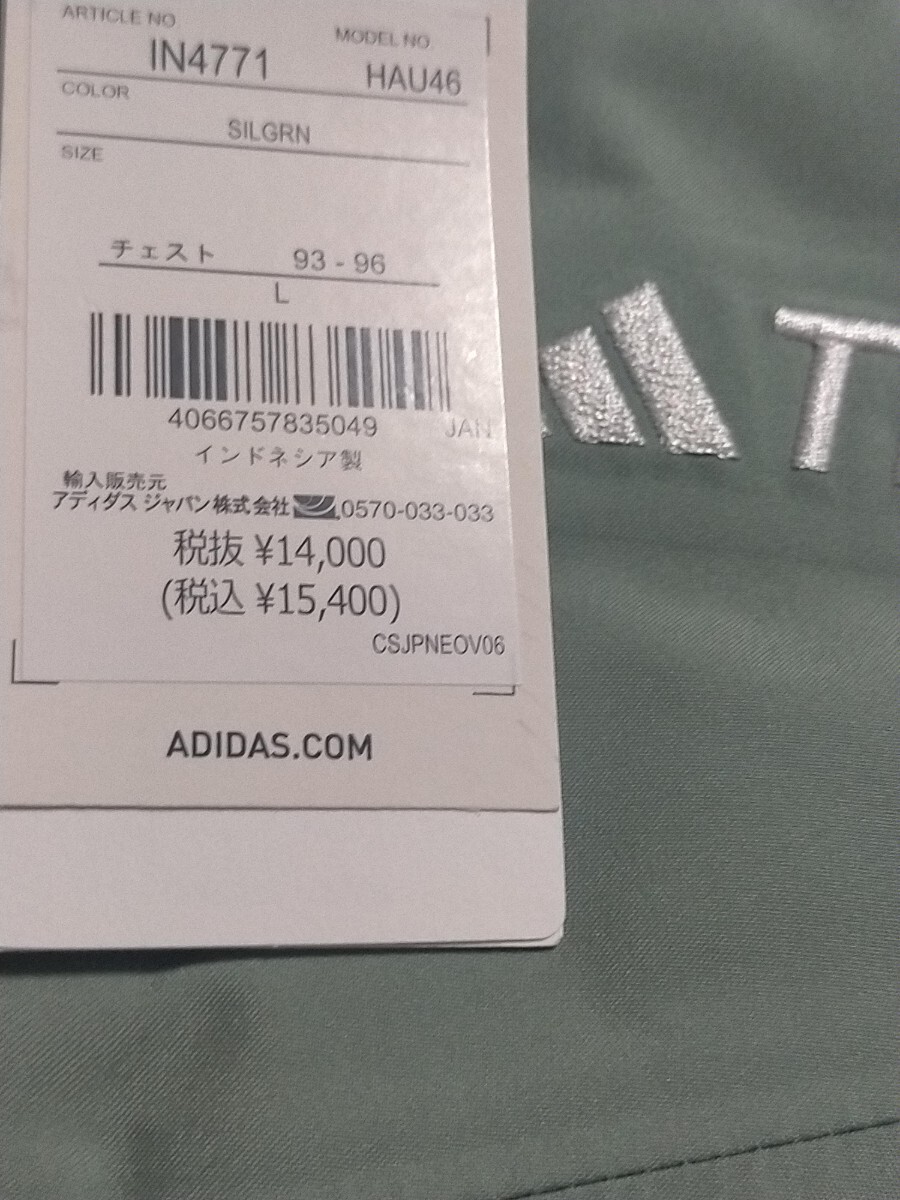 ARTICLE NO.
MODEL NO.
IN4771
HAU46
COLOR
SILGRN
SIZE
チェスト 93 - 96
L
4066757835049 JAN
インドネシア製
輸入販売元
アディダス ジャパン株式会社 0570-033-033
税抜 ¥14,000
(税込 ¥15,400)
CSJPNEOV06
ADIDAS.COM
T